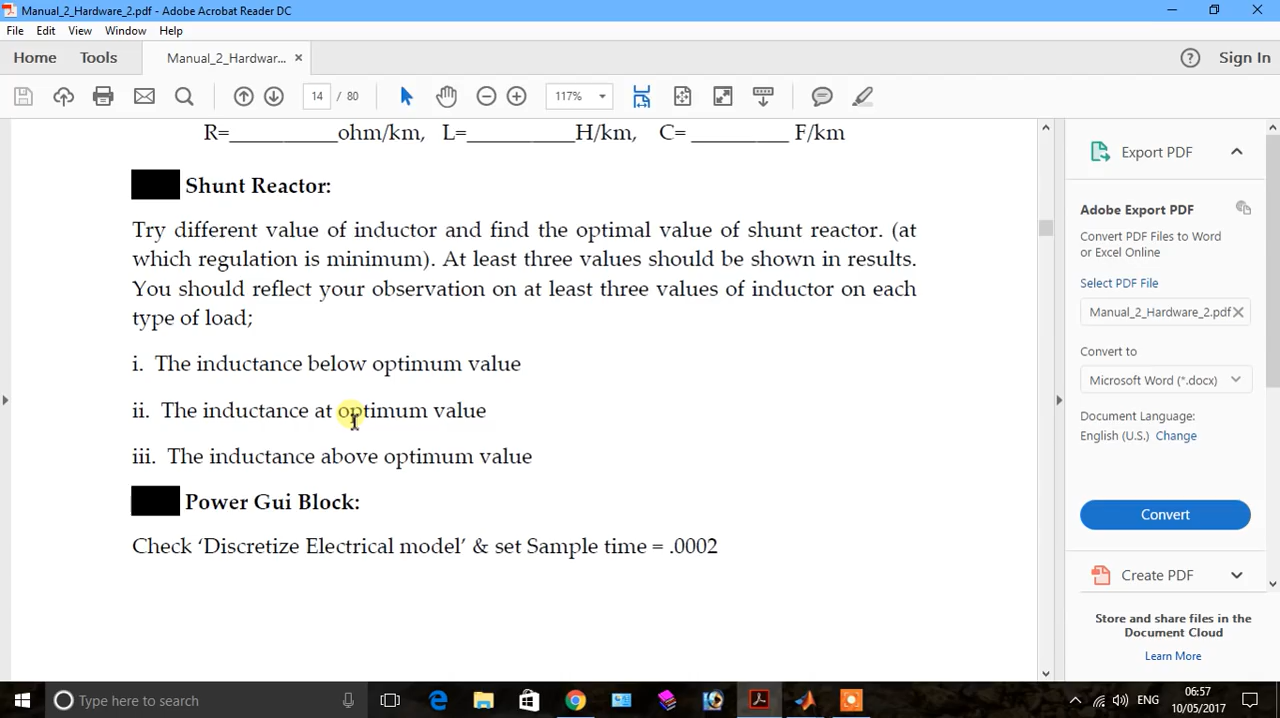 Manual_2_Hardware_2.pdf - Adobe Acrobat Reader DC
File Edit View Window Help
Home Tools Manual_2_Hardwar... × Sign In
14 / 80 117%
R=__________ohm/km, L=__________H/km, C= _________ F/km
Shunt Reactor:
Try different value of inductor and find the optimal value of shunt reactor. (at
which regulation is minimum). At least three values should be shown in results.
You should reflect your observation on at least three values of inductor on each
type of load;
i. The inductance below optimum value
ii. The inductance at optimum value
iii. The inductance above optimum value
Power Gui Block:
Check ‘Discretize Electrical model’ & set Sample time = .0002
Export PDF
Adobe Export PDF
Convert PDF Files to Word
or Excel Online
Select PDF File
Manual_2_Hardware_2.pdf ×
Convert to
Microsoft Word (*.docx)
Document Language:
English (U.S.) Change
Convert
Create PDF
Store and share files in the
Document Cloud
Learn More
Type here to search
ENG
06:57
10/05/2017